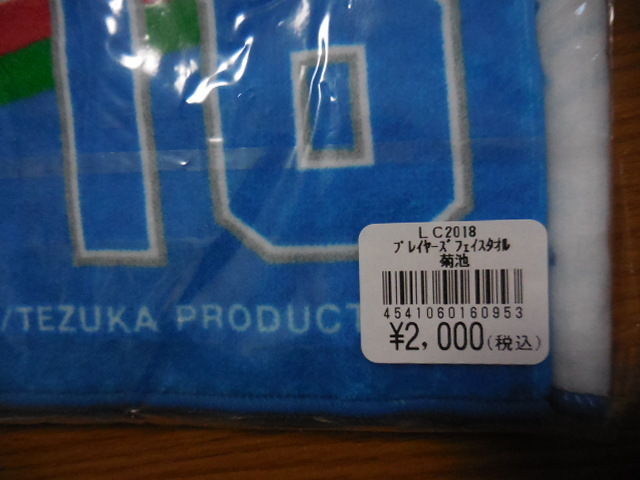 16
/TEZUKA PRODUCT
LC2018
プレイヤーズフェイスタオル
菊池
4541060160953
¥2,000(税込)